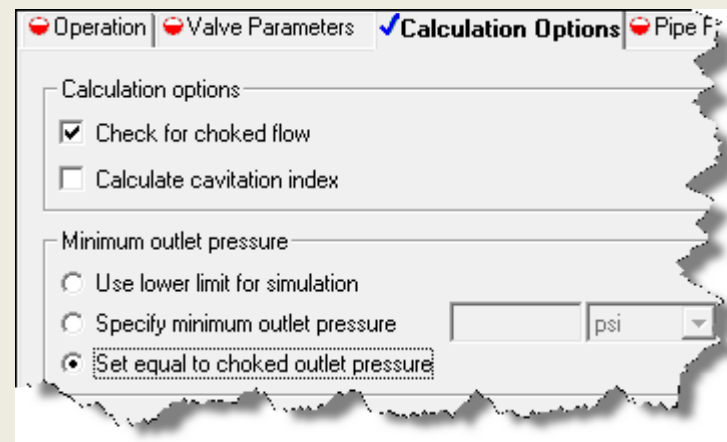 Operation Valve Parameters Calculation Options Pipe
Calculation options
Check for choked flow
Calculate cavitation index
Minimum outlet pressure
Use lower limit for simulation
Specify minimum outlet pressure psi
Set equal to choked outlet pressure